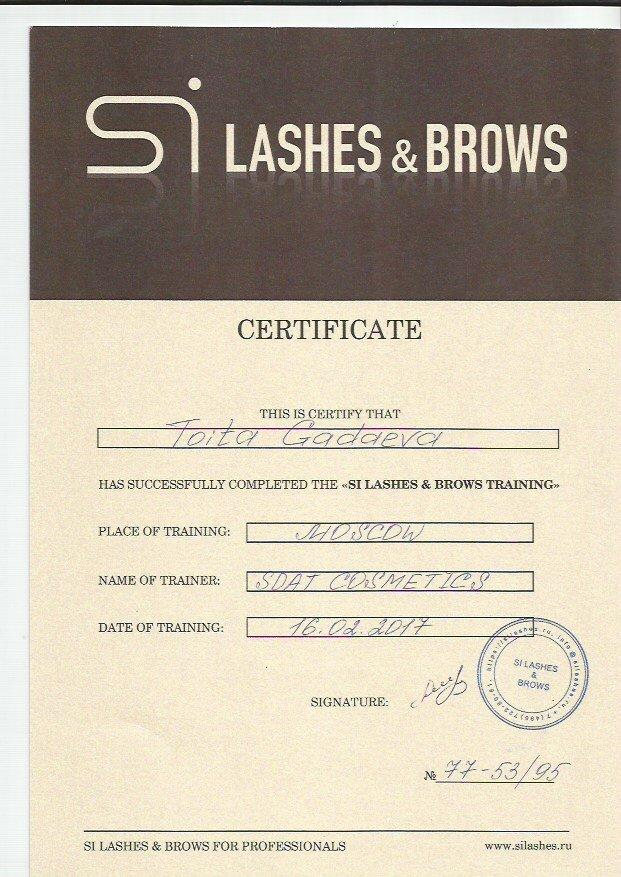 Si LASHES & BROWS
CERTIFICATE
THIS IS CERTIFY THAT
Toita Gadaeva
HAS SUCCESSFULLY COMPLETED THE «SI LASHES & BROWS TRAINING»
PLACE OF TRAINING: MOSCOW
NAME OF TRAINER: SDAT COSMETICS
DATE OF TRAINING: 16.02.2017
SI LASHES
&
BROWS
SIGNATURE:
№ 77-53/95
SI LASHES & BROWS FOR PROFESSIONALS www.silashes.ru